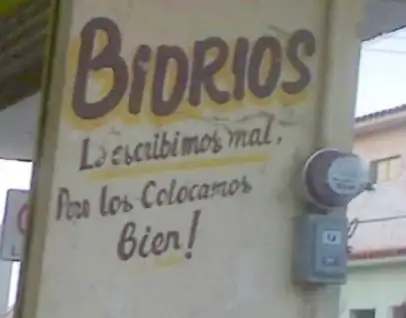 BiDRIOS
Lo escribimos mal,
Pero los Colocamos
Bien!